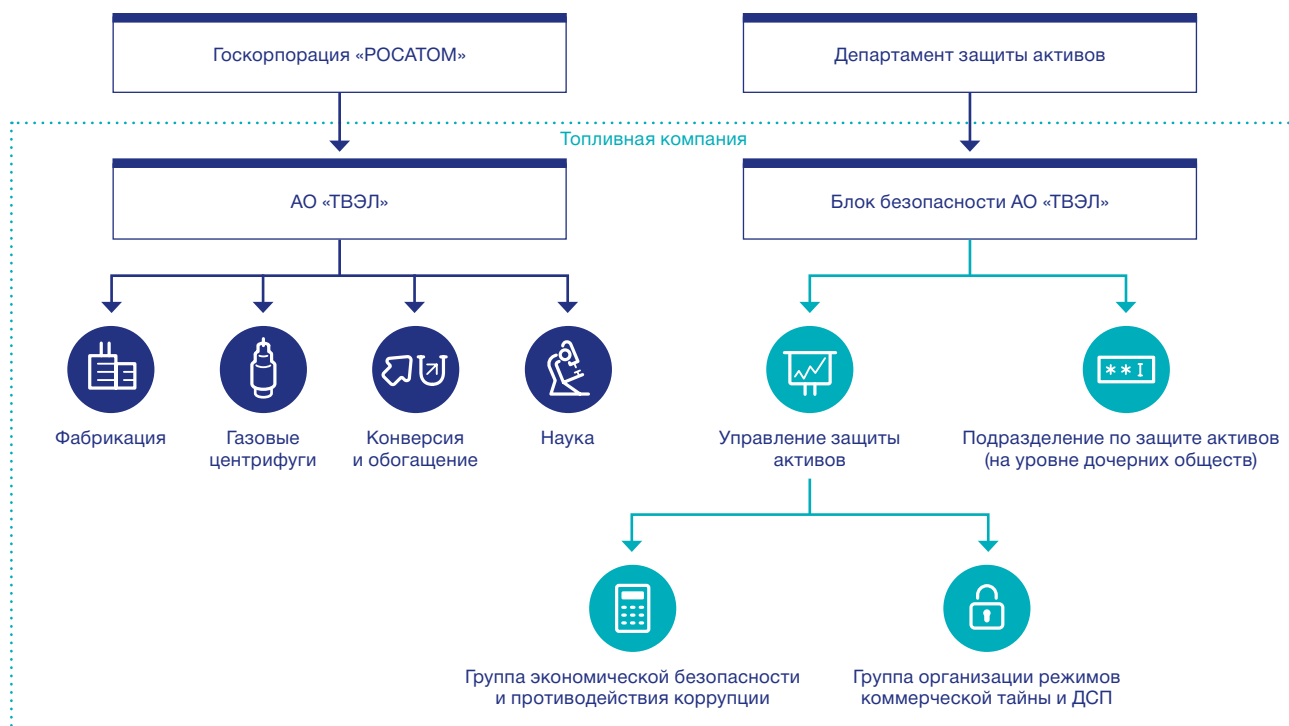 Госкорпорация «РОСАТОМ»
Департамент защиты активов
Топливная компания
АО «ТВЭЛ»
Блок безопасности АО «ТВЭЛ»
Фабрикация
Газовые
центрифуги
Конверсия
и обогащение
Наука
Управление защиты
активов
Подразделение по защите активов
(на уровне дочерних обществ)
Группа экономической безопасности
и противодействия коррупции
Группа организации режимов
коммерческой тайны и ДСП